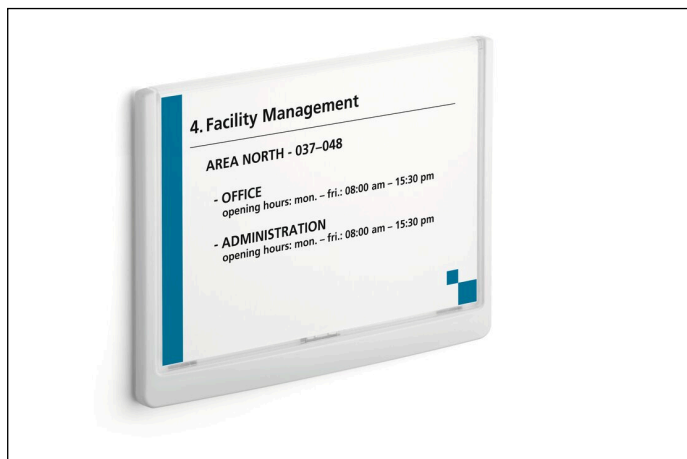 4. Facility Management
AREA NORTH - 037–048
- OFFICE
opening hours: mon. – fri.: 08:00 am – 15:30 pm
- ADMINISTRATION
opening hours: mon. – fri.: 08:00 am – 15:30 pm